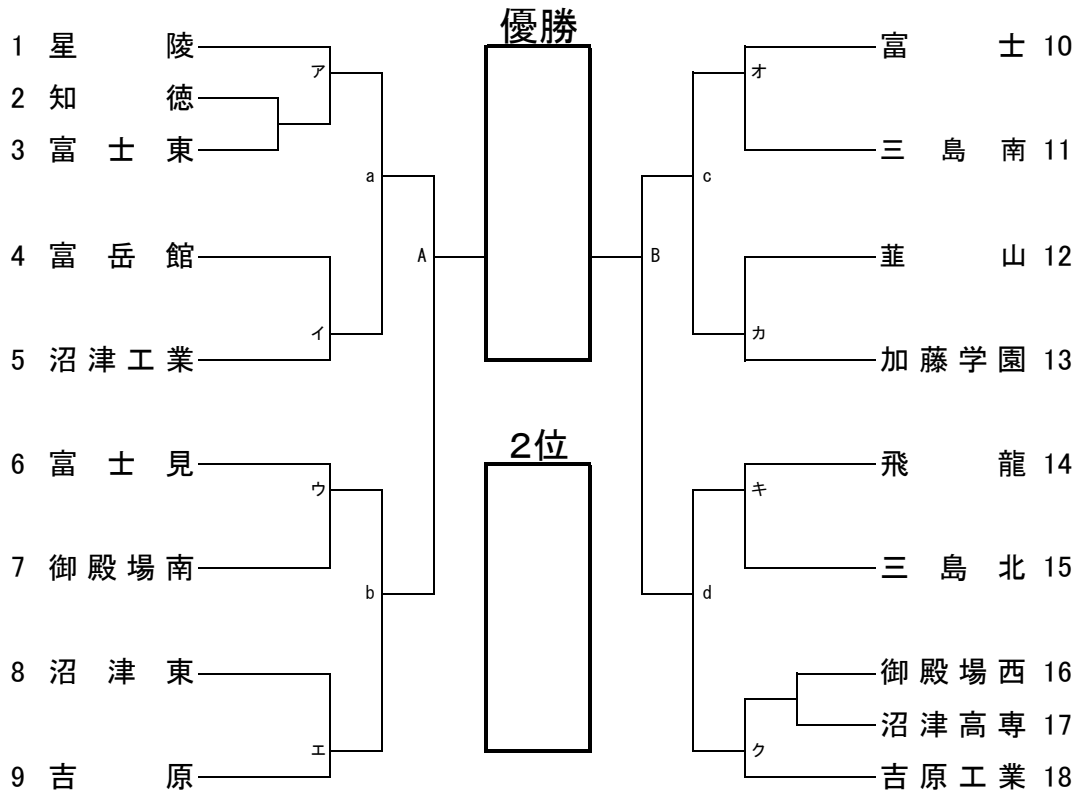 優勝
1 星陵
2 知徳
3 富士東
ア
a
4 富岳館
イ
5 沼津工業
A
6 富士見
ウ
7 御殿場南
b
8 沼津東
エ
9 吉原
2位
富士 10
オ
三島南 11
c
韮山 12
カ
加藤学園 13
B
飛龍 14
キ
三島北 15
d
御殿場西 16
沼津高専 17
ク
吉原工業 18